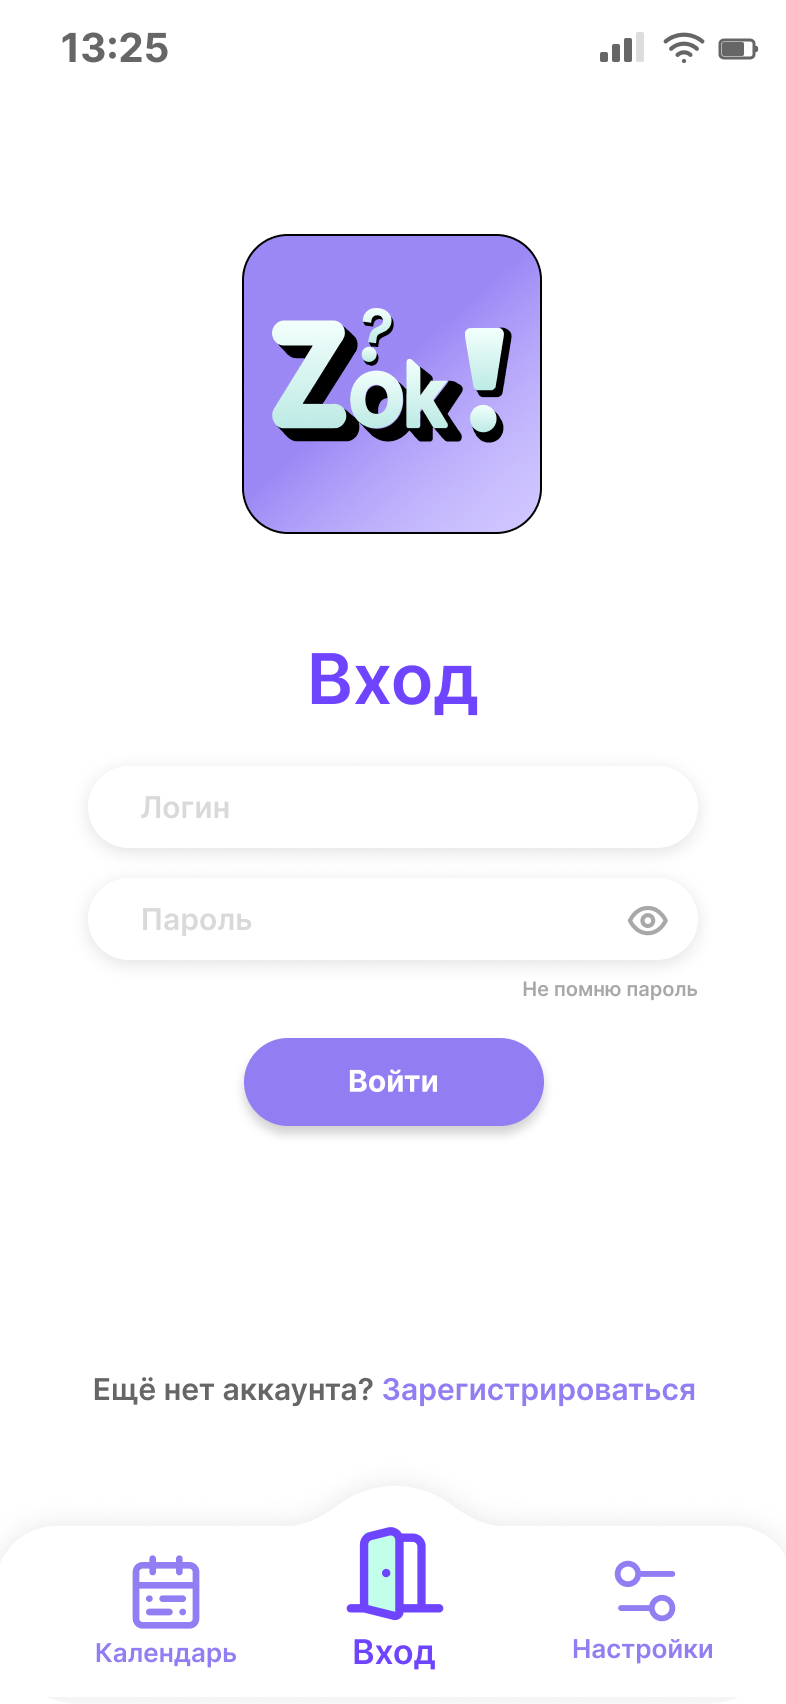 13:25
Zok?!
Вход
Логин
Пароль
Не помню пароль
Войти
Ещё нет аккаунта? Зарегистрироваться
Календарь
Вход
Настройки